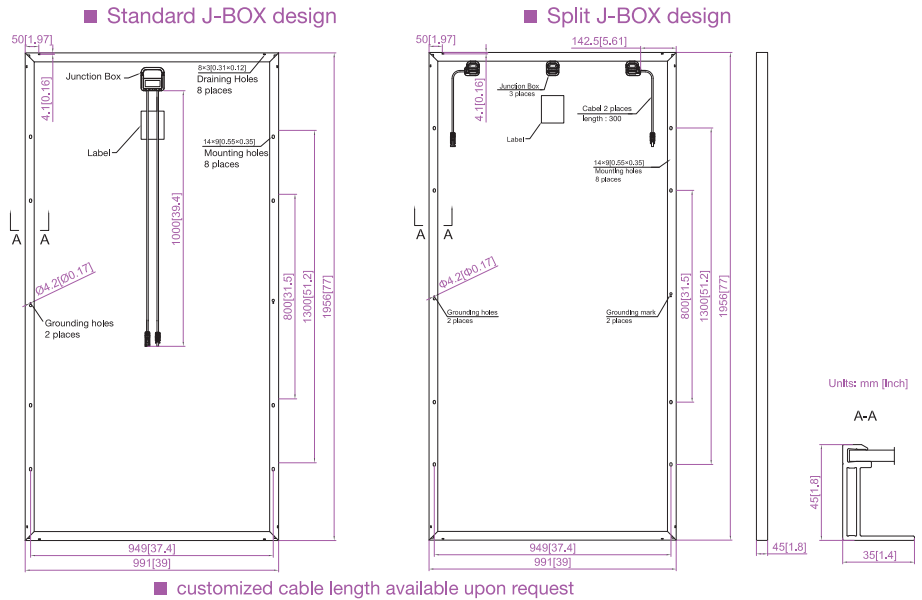 ■ Standard J-BOX design
50[1.97]
4.1[0.16]
Junction Box
8×3[0.31×0.12]
Draining Holes
8 places
Label
14×9[0.55×0.35]
Mounting holes
8 places
1000[39.4]
A A
Ø4.2[Ø0.17]
Grounding holes
2 places
800[31.5]
1300[51.2]
1956[77]
949[37.4]
991[39]
■ Split J-BOX design
50[1.97]
142.5[5.61]
4.1[0.16]
Junction Box
3 places
Cabel 2 places
length : 300
Label
14×9[0.55×0.35]
Mounting holes
8 places
A A
Φ4.2[Φ0.17]
Grounding holes
2 places
Grounding mark
2 places
800[31.5]
1300[51.2]
1956[77]
949[37.4]
991[39]
45[1.8]
Units: mm [Inch]
A-A
45[1.8]
35[1.4]
■ customized cable length available upon request